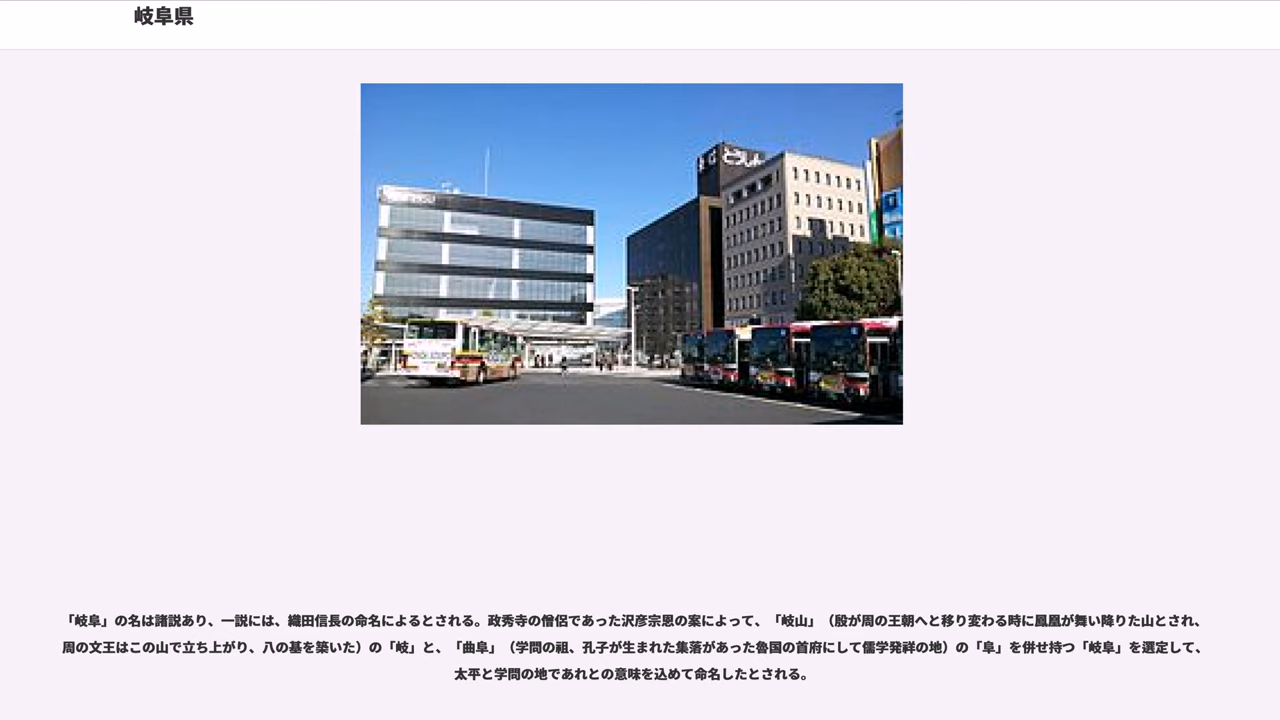 岐阜県
とうしん
「岐阜」の名は諸説あり、一説には、織田信長の命名によるとされる。政秀寺の僧侶であった沢彦宗恩の案によって、「岐山」（殷が周の王朝へと移り変わる時に鳳凰が舞い降りた山とされ、
周の文王はこの山で立ち上がり、八の基を築いた）の「岐」と、「曲阜」（学問の祖、孔子が生まれた集落があった魯国の首府にして儒学発祥の地）の「阜」を併せ持つ「岐阜」を選定して、
太平と学問の地であれとの意味を込めて命名したとされる。